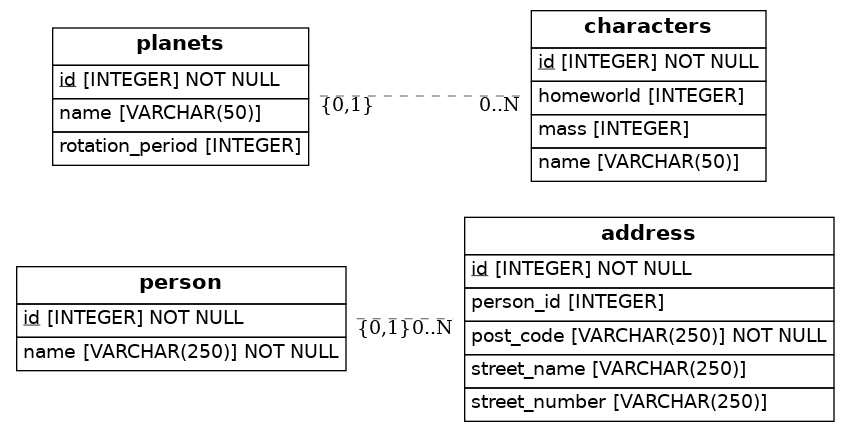 planets
id [INTEGER] NOT NULL
name [VARCHAR(50)]
rotation_period [INTEGER]
{0,1}
0..N
characters
id [INTEGER] NOT NULL
homeworld [INTEGER]
mass [INTEGER]
name [VARCHAR(50)]
person
id [INTEGER] NOT NULL
name [VARCHAR(250)] NOT NULL
{0,1}
0..N
address
id [INTEGER] NOT NULL
person_id [INTEGER]
post_code [VARCHAR(250)] NOT NULL
street_name [VARCHAR(250)]
street_number [VARCHAR(250)]